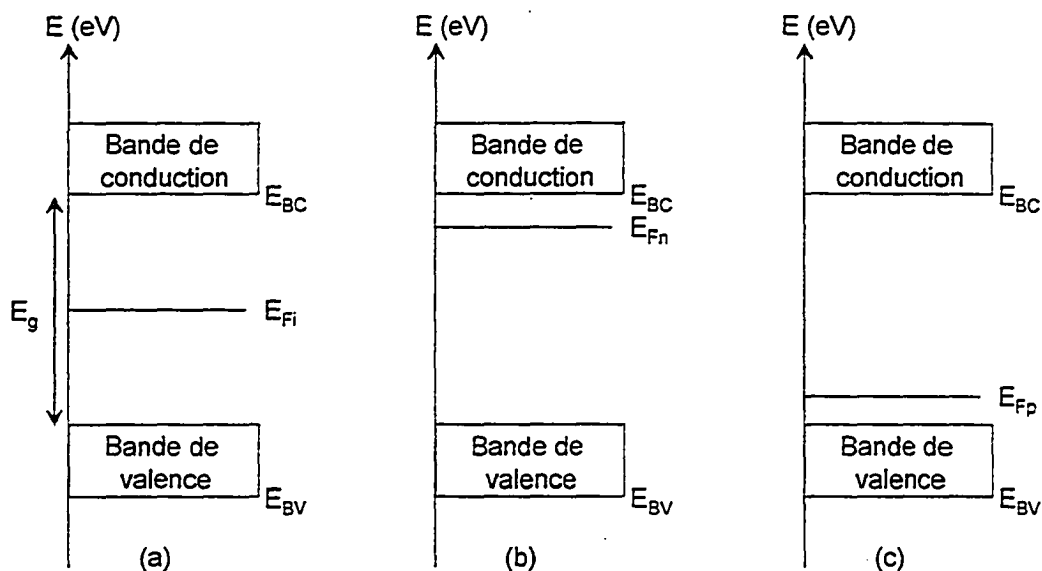 E (eV)
Bande de
conduction
E_BC
E_g
E_Fi
Bande de
valence
E_BV
(a)
E (eV)
Bande de
conduction
E_BC
E_Fn
Bande de
valence
E_BV
(b)
E (eV)
Bande de
conduction
E_BC
E_Fp
Bande de
valence
E_BV
(c)